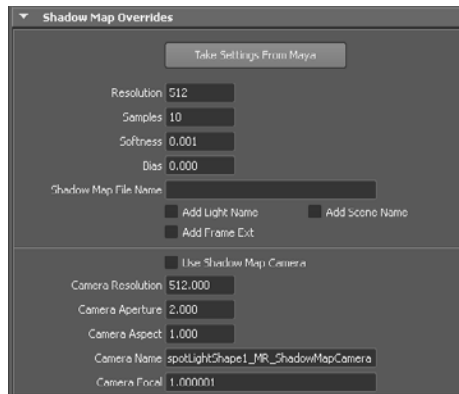 Shadow Map Overrides
Take Settings From Maya
Resolution 512
Samples 10
Softness 0.001
Bias 0.000
Shadow Map File Name
Add Light Name Add Scene Name
Add Frame Ext
Use Shadow Map Camera
Camera Resolution 512.000
Camera Aperture 2.000
Camera Aspect 1.000
Camera Name spotLightShape1_MR_ShadowMapCamera
Camera Focal 1.000001